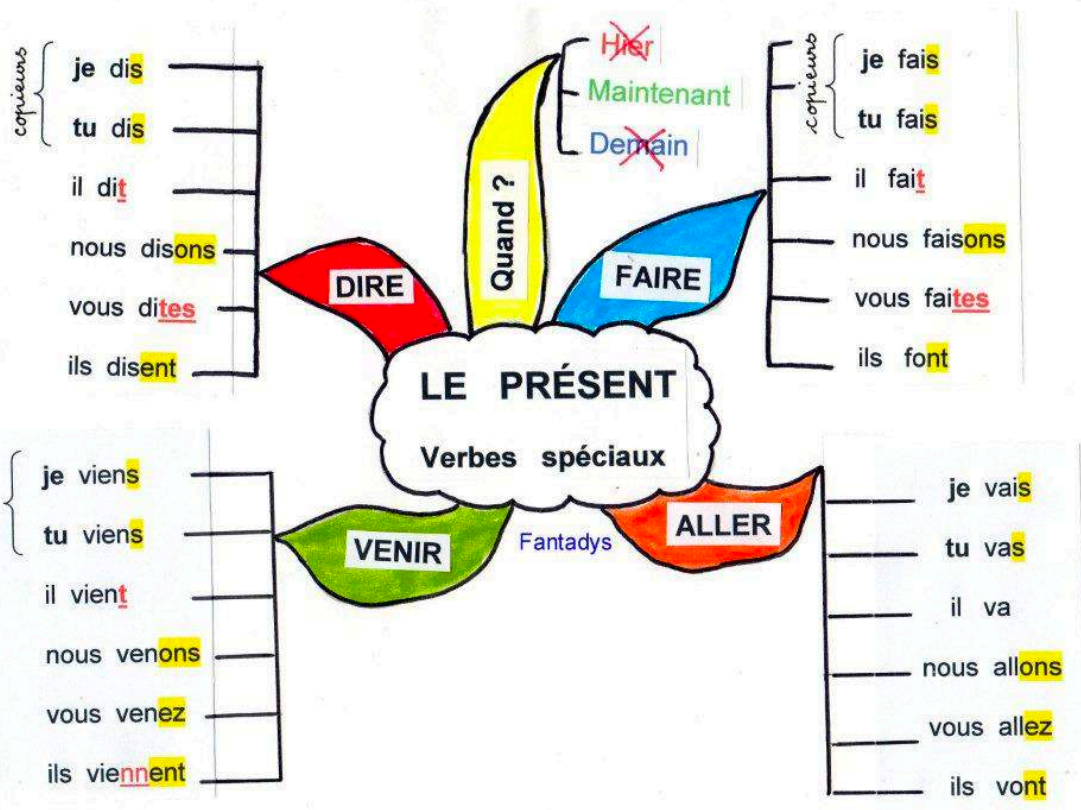 copieurs
je dis
tu dis
il dit
nous disons
vous dites
ils disent
DIRE
Quand ?
Hier
Maintenant
Demain
FAIRE
copieurs
je fais
tu fais
il fait
nous faisons
vous faites
ils font
LE PRÉSENT
Verbes spéciaux
VENIR
je viens
tu viens
il vient
nous venons
vous venez
ils viennent
Fantadys
ALLER
je vais
tu vas
il va
nous allons
vous allez
ils vont